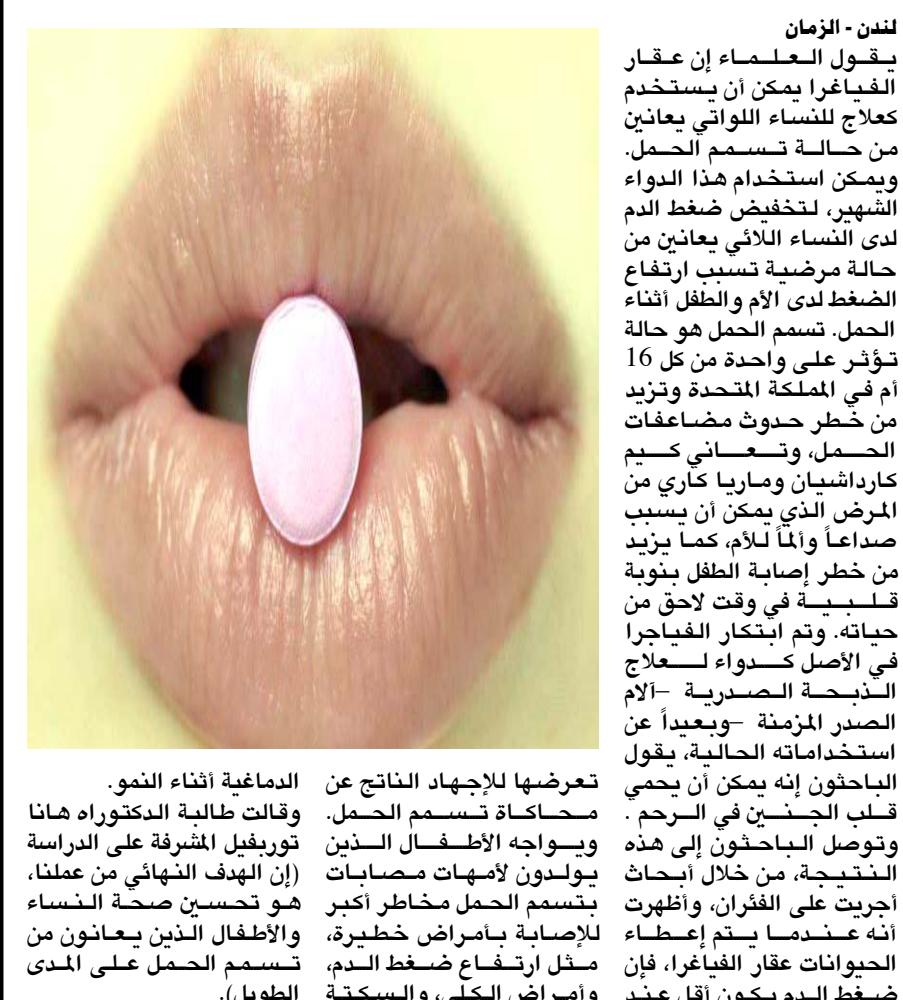 لندن - الزمان
يقول العلماء إن عقار
الفياغرا يمكن أن يستخدم
كعلاج للنساء اللواتي يعانين
من حالة تسمم الحمل.
ويمكن استخدام هذا الدواء
الشهير، لتخفيض ضغط الدم
لدى النساء اللائي يعانين من
حالة مرضية تسبب ارتفاع
الضغط لدى الأم والطفل أثناء
الحمل. تسمم الحمل هو حالة
تؤثر على واحدة من كل 16
أم في المملكة المتحدة وتزيد
من خطر حدوث مضاعفات
الحمل، وتعاني كيم
كارداشيان وماريا كاري من
المرض الذي يمكن أن يسبب
صداعاً وألماً للأم، كما يزيد
من خطر إصابة الطفل بنوبة
قلبية في وقت لاحق من
حياته. وتم ابتكار الفياجرا
في الأصل كدواء لعلاج
الذبحة الصدرية –آلام
الصدر المزمنة –وبعيداً عن
استخداماته الحالية، يقول
الباحثون إنه يمكن أن يحمي
قلب الجنين في الرحم .
وتوصل الباحثون إلى هذه
النتيجة، من خلال أبحاث
أجريت على الفئران، وأظهرت
أنه عندما يتم إعطاء
الحيوانات عقار الفياغرا، فإن
ضغط الدم يكون أقل عند
تعرضها للإجهاد الناتج عن
محاكاة تسمم الحمل.
ويواجه الأطفال الذين
يولدون لأمهات مصابات
بتسمم الحمل مخاطر أكبر
للإصابة بأمراض خطيرة،
مثل ارتفاع ضغط الدم،
وأمراض الكلى، والسكتة
الدماغية أثناء النمو.
وقالت طالبة الدكتوراه هانا
توربفيل المشرفة على الدراسة
(إن الهدف النهائي من عملنا،
هو تحسين صحة النساء
والأطفال الذين يعانون من
تسمم الحمل على المدى
الطويل).